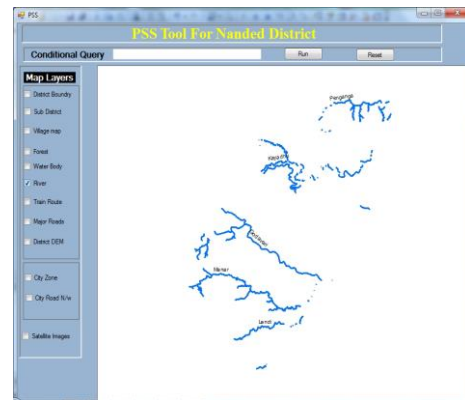 PSS
PSS Tool For Nanded District
Conditional Query
Run
Reset
Map Layers
District Boundry
Sub District
Village map
Forest
Water Body
River
Train Route
Major Roads
District DEM
City Zone
City Road N/w
Satellite Images
Penganga
Godavari
Manar
Lendi